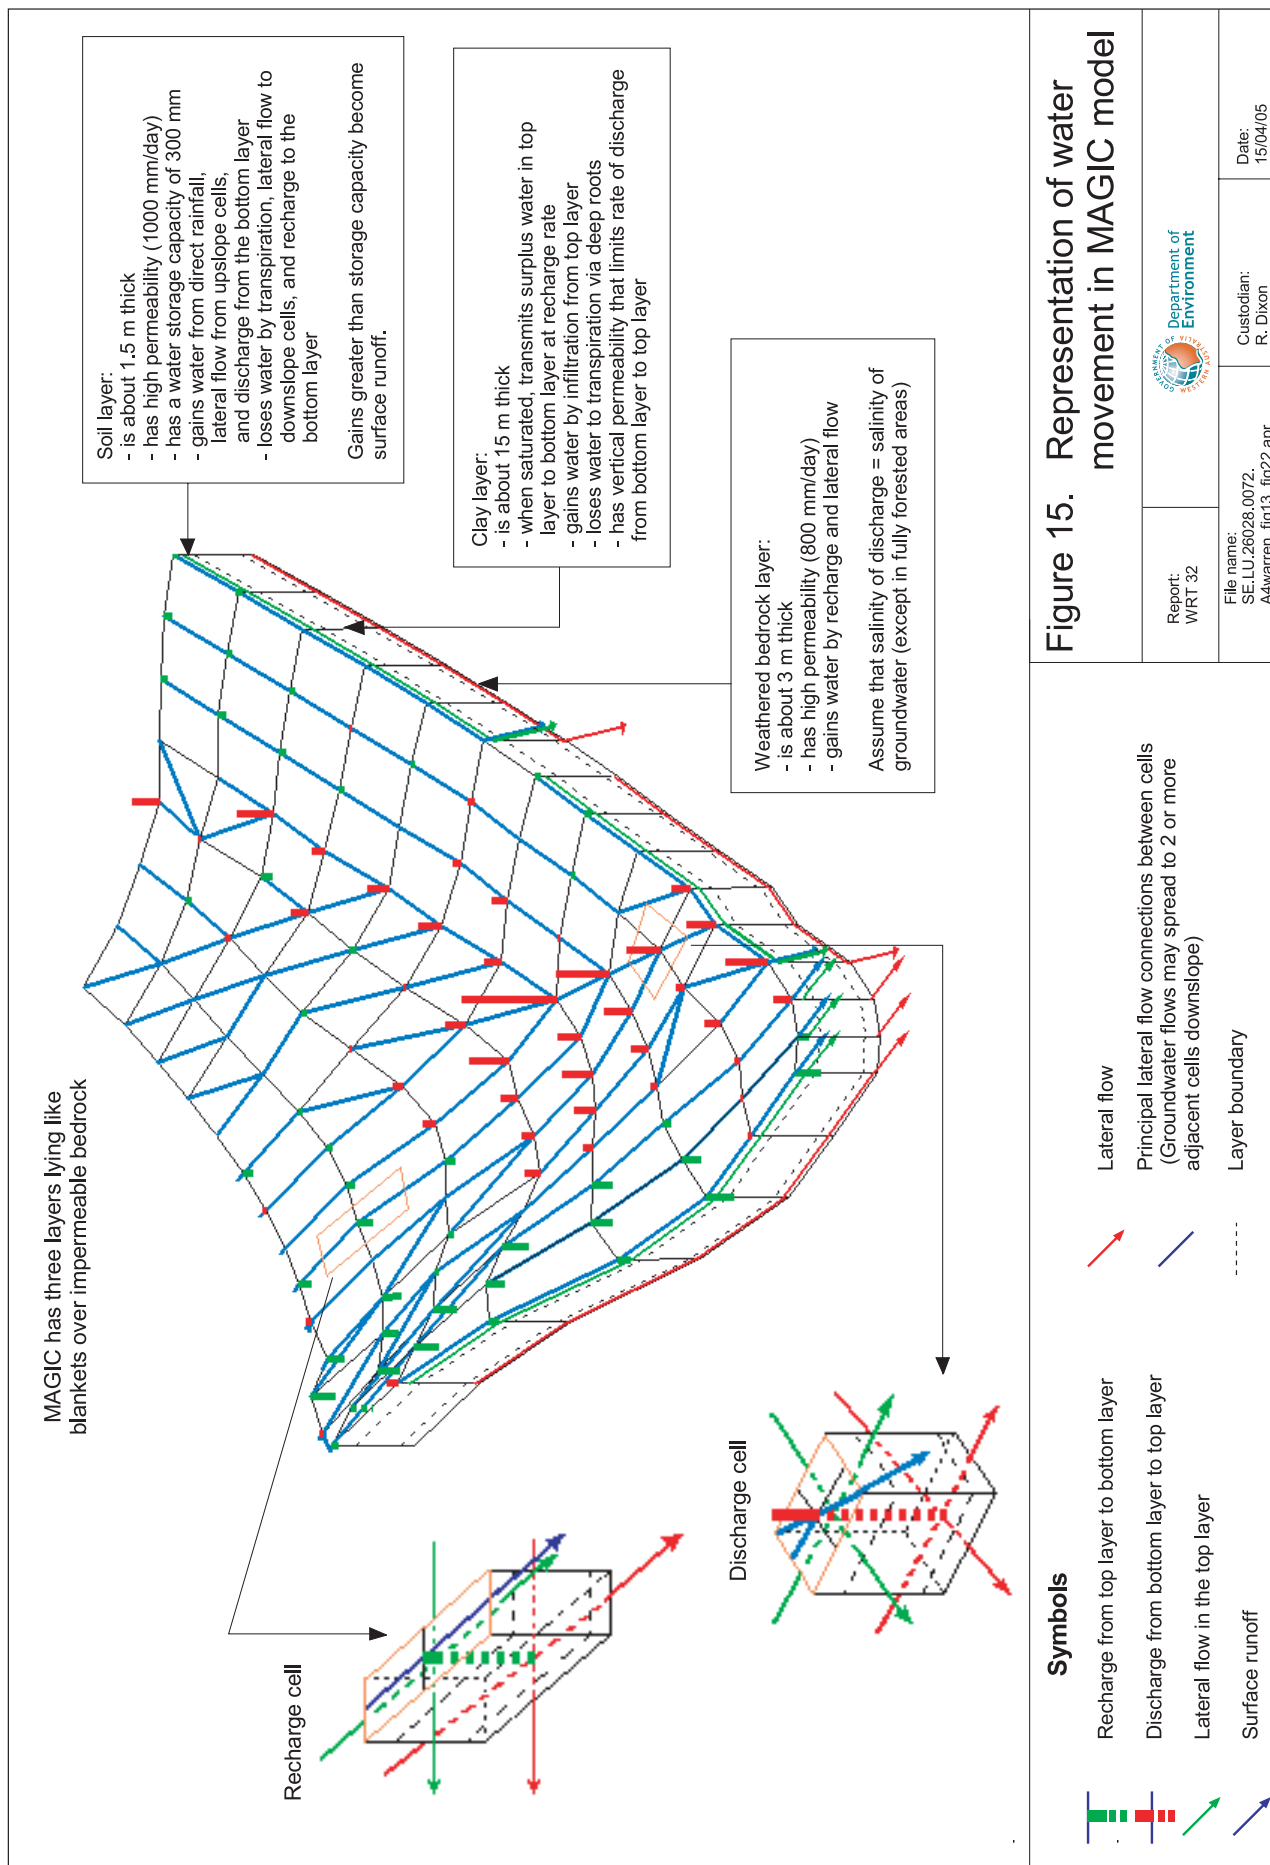 MAGIC has three layers lying like
blankets over impermeable bedrock
Soil layer:
- is about 1.5 m thick
- has high permeability (1000 mm/day)
- has a water storage capacity of 300 mm
- gains water from direct rainfall,
lateral flow from upslope cells,
and discharge from the bottom layer
- loses water by transpiration, lateral flow to
downslope cells, and recharge to the
bottom layer
Gains greater than storage capacity become
surface runoff.
Clay layer:
- is about 15 m thick
- when saturated, transmits surplus water in top
layer to bottom layer at recharge rate
- gains water by infiltration from top layer
- loses water to transpiration via deep roots
- has vertical permeability that limits rate of discharge
from bottom layer to top layer
Weathered bedrock layer:
- is about 3 m thick
- has high permeability (800 mm/day)
- gains water by recharge and lateral flow
Assume that salinity of discharge = salinity of
groundwater (except in fully forested areas)
Recharge cell
Discharge cell
Symbols
Recharge from top layer to bottom layer
Discharge from bottom layer to top layer
Lateral flow in the top layer
Surface runoff
Lateral flow
Principal lateral flow connections between cells
(Groundwater flows may spread to 2 or more
adjacent cells downslope)
Layer boundary
Figure 15. Representation of water
movement in MAGIC model
Report:
WRT 32
GOVERNMENT OF
WESTERN AUSTRALIA
Department of
Environment
File name:
SE.LU.26028.0072.
A4warren_fig13_fig22.apr
Custodian:
R. Dixon
Date:
15/04/05